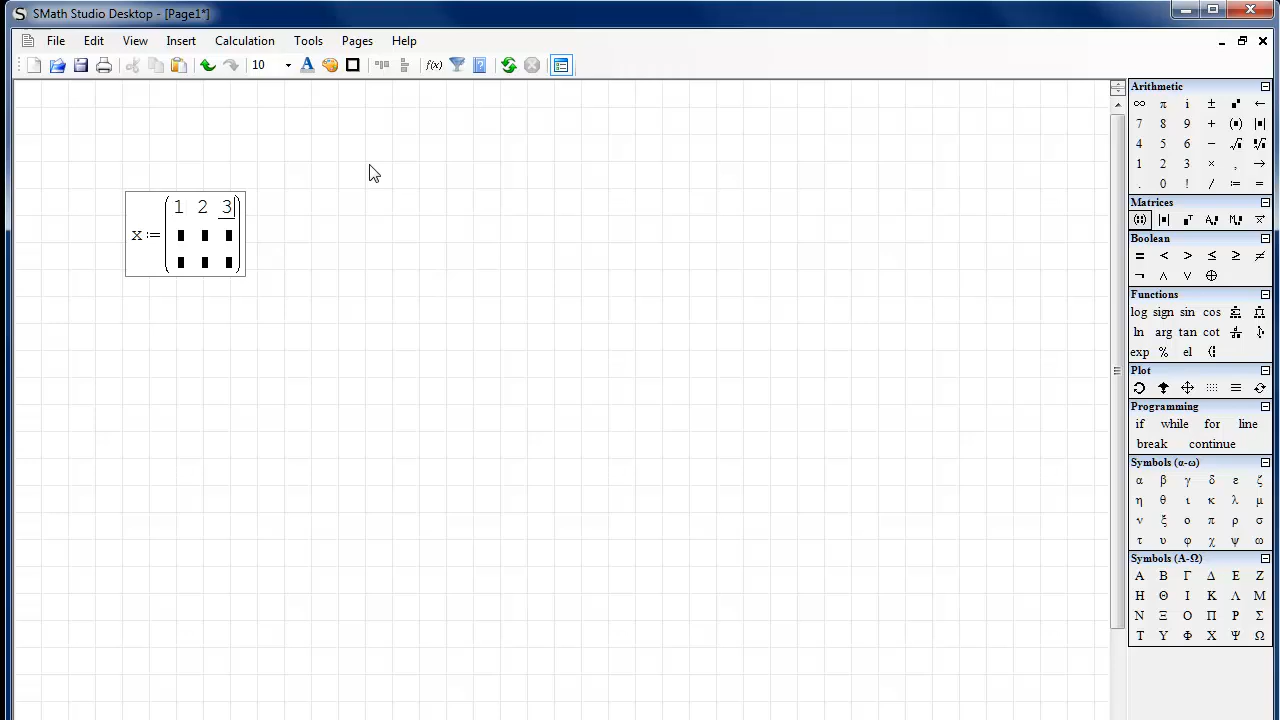 SMath Studio Desktop - [Page1*]
File Edit View Insert Calculation Tools Pages Help
10 A f(x)
x:= 1 2 3
Arithmetic
∞ π i ± ←
7 8 9 +
4 5 6 −
1 2 3 × , →
. 0 ! / := =
Matrices
Boolean
= < > ≤ ≥ ≠
¬ ∧ ∨ ⊕
Functions
log sign sin cos
ln arg tan cot
exp % el
Plot
Programming
if while for line
break continue
Symbols (α-ω)
α β γ δ ε ζ
η θ ι κ λ μ
ν ξ ο π ρ σ
τ υ φ χ ψ ω
Symbols (Α-Ω)
Α Β Γ Δ Ε Ζ
Η Θ Ι Κ Λ Μ
Ν Ξ Ο Π Ρ Σ
Τ Υ Φ Χ Ψ Ω